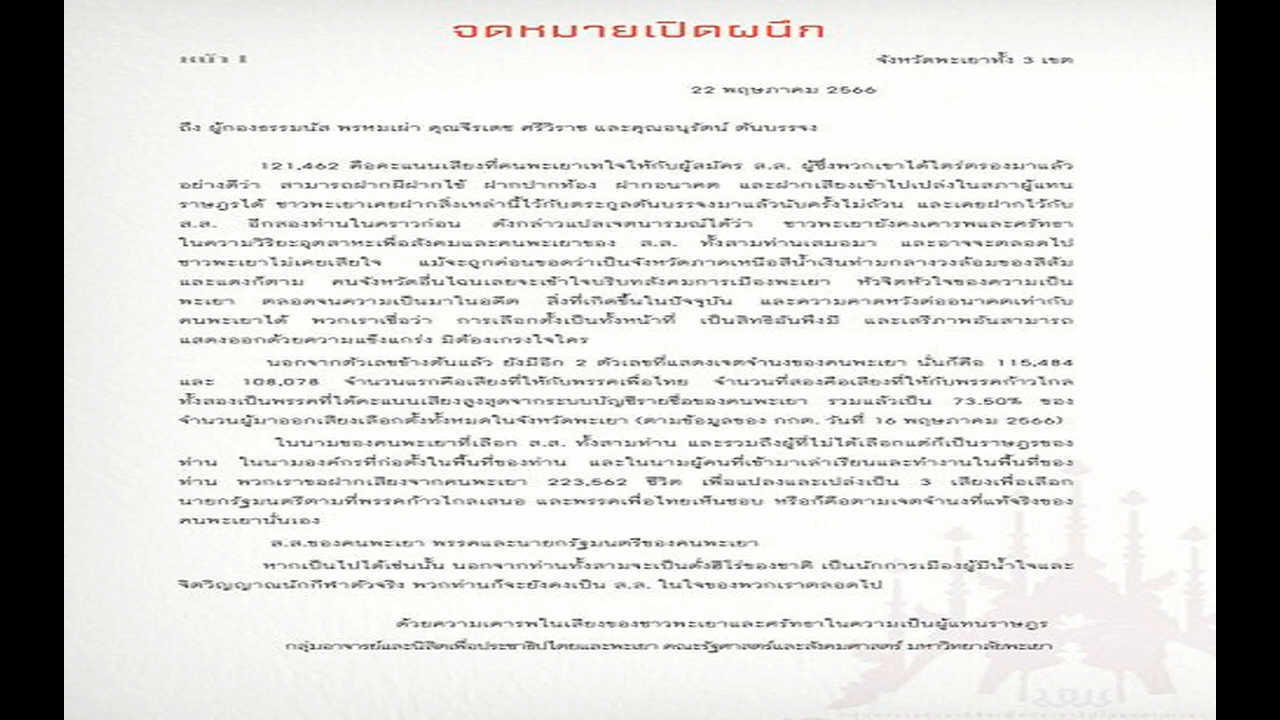 จดหมายเปิดผนึก
หน้า 1
จังหวัดพะเยาทั้ง 3 เขต
22 พฤษภาคม 2566
ถึง ผู้กองธรรมนัส พรหมเผ่า คุณจีรเดช ศรีวิราช และคุณอนุรัตน์ ตันบรรจง
121,462 คือคะแนนเสียงที่คนพะเยาเทใจให้กับผู้สมัคร ส.ส. ผู้ซึ่งพวกเขาได้ไตร่ตรองมาแล้ว
อย่างดีว่า สามารถฝากผีฝากไข้ ฝากปากท้อง ฝากอนาคต และฝากเสียงเข้าไปเปล่งในสภาผู้แทน
ราษฎรได้ ชาวพะเยาเคยฝากสิ่งเหล่านี้ไว้กับตระกูลตันบรรจงมาแล้วนับครั้งไม่ถ้วน และเคยฝากไว้กับ
ส.ส. อีกสองท่านในคราวก่อน ดังกล่าวแปลเจตนารมณ์ได้ว่า ชาวพะเยายังคงเคารพและศรัทธา
ในความวิริยะอุตสาหะเพื่อสังคมและคนพะเยาของ ส.ส. ทั้งสามท่านเสมอมา และอาจจะตลอดไป
ชาวพะเยาไม่เคยเสียใจ แม้จะถูกค่อนขอดว่าเป็นจังหวัดภาคเหนือสีน้ำเงินท่ามกลางวงล้อมของสีส้ม
และแดงก็ตาม คนจังหวัดอื่นไฉนเลยจะเข้าใจบริบทสังคมการเมืองพะเยา หัวจิตหัวใจของความเป็น
พะเยา ตลอดจนความเป็นมาในอดีต สิ่งที่เกิดขึ้นในปัจจุบัน และความคาดหวังต่ออนาคตเท่ากับ
คนพะเยาได้ พวกเราเชื่อว่า การเลือกตั้งเป็นทั้งหน้าที่ เป็นสิทธิอันพึงมี และเสรีภาพอันสามารถ
แสดงออกด้วยความแข็งแกร่ง มิต้องเกรงใจใคร
นอกจากตัวเลขข้างต้นแล้ว ยังมีอีก 2 ตัวเลขที่แสดงเจตจำนงของคนพะเยา นั่นก็คือ 115,484
และ 108,078 จำนวนแรกคือเสียงที่ให้กับพรรคเพื่อไทย จำนวนที่สองคือเสียงที่ให้กับพรรคก้าวไกล
ทั้งสองเป็นพรรคที่ได้คะแนนเสียงสูงสุดจากระบบบัญชีรายชื่อของคนพะเยา รวมแล้วเป็น 73.50% ของ
จำนวนผู้มาออกเสียงเลือกตั้งทั้งหมดในจังหวัดพะเยา (ตามข้อมูลของ กกต. วันที่ 16 พฤษภาคม 2566)
ในนามของคนพะเยาที่เลือก ส.ส. ทั้งสามท่าน และรวมถึงผู้ที่ไม่ได้เลือกแต่ก็เป็นราษฎรของ
ท่าน ในนามองค์กรที่ก่อตั้งในพื้นที่ของท่าน และในนามผู้คนที่เข้ามาเล่าเรียนและทำงานในพื้นที่ของ
ท่าน พวกเราขอฝากเสียงจากคนพะเยา 223,562 ชีวิต เพื่อแปลงและเปล่งเป็น 3 เสียงเพื่อเลือก
นายกรัฐมนตรีตามที่พรรคก้าวไกลเสนอ และพรรคเพื่อไทยเห็นชอบ หรือก็คือตามเจตจำนงที่แท้จริงของ
คนพะเยานั่นเอง
ส.ส.ของคนพะเยา พรรคและนายกรัฐมนตรีของคนพะเยา
หากเป็นไปได้เช่นนั้น นอกจากท่านทั้งสามจะเป็นดั่งฮีโร่ของชาติ เป็นนักการเมืองผู้มีน้ำใจและ
จิตวิญญาณนักกีฬาตัวจริง พวกท่านก็จะยังคงเป็น ส.ส. ในใจของพวกเราตลอดไป
ด้วยความเคารพในเสียงของชาวพะเยาและศรัทธาในความเป็นผู้แทนราษฎร
กลุ่มอาจารย์และนิสิตเพื่อประชาธิปไตยและพะเยา คณะรัฐศาสตร์และสังคมศาสตร์ มหาวิทยาลัยพะเยา